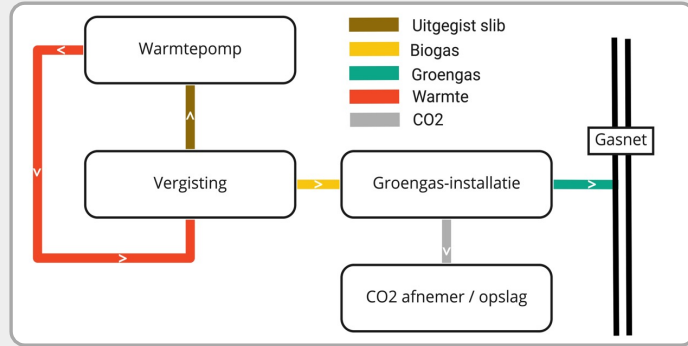 Warmtepomp
Uitgegist slib
Biogas
Groengas
Warmte
CO2
Gasnet
Vergisting
Groengas-installatie
CO2 afnemer / opslag